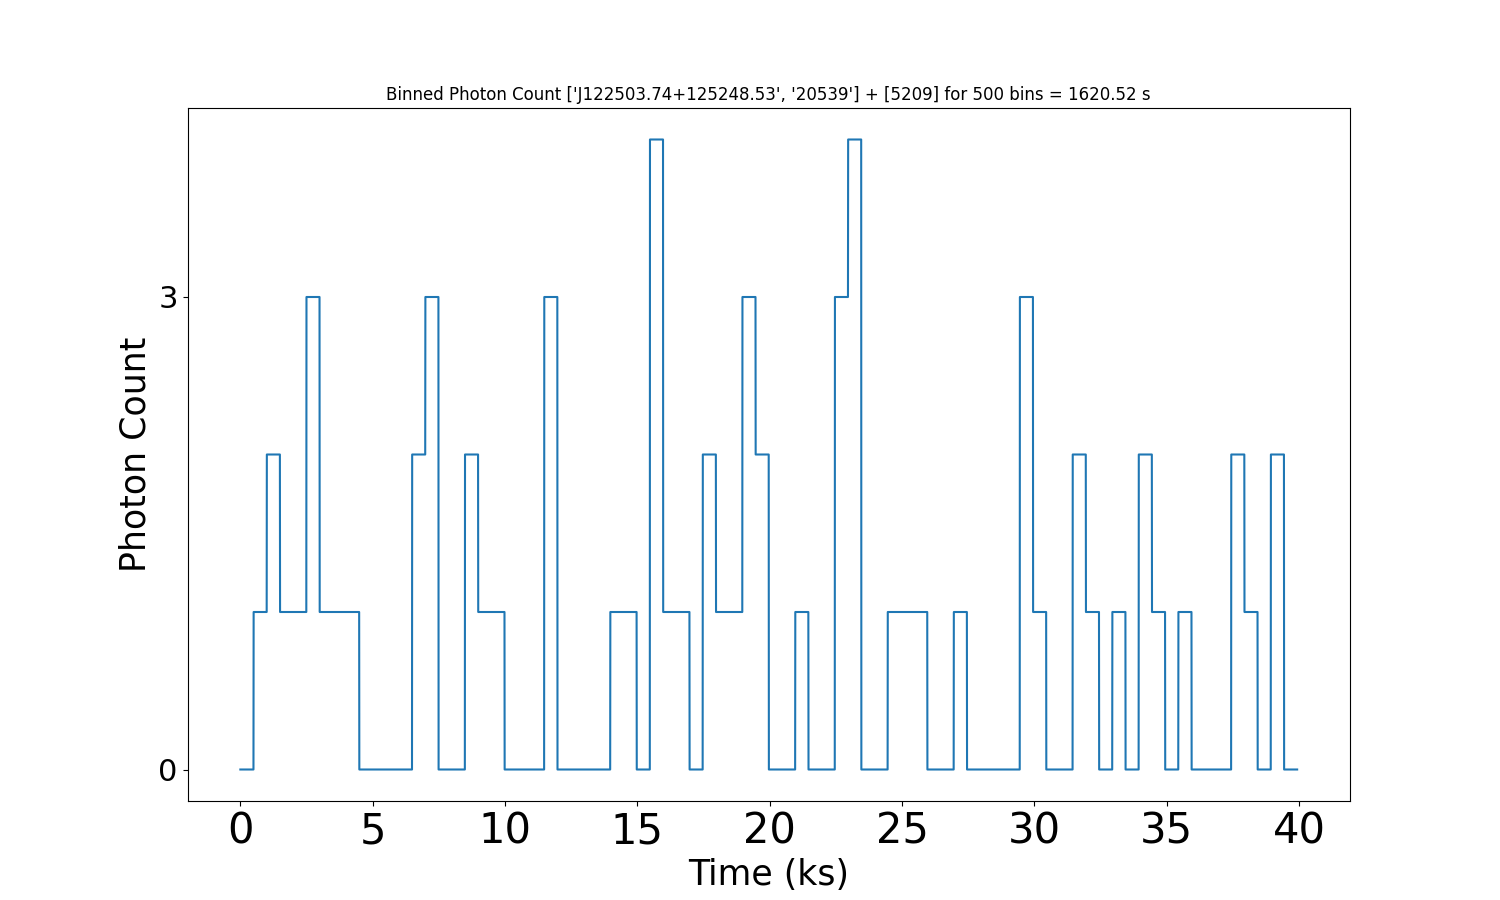 Binned Photon Count ['J122503.74+125248.53', '20539'] + [5209] for 500 bins = 1620.52 s
3
Photon Count
0
0 5 10 15 20 25 30 35 40
Time (ks)